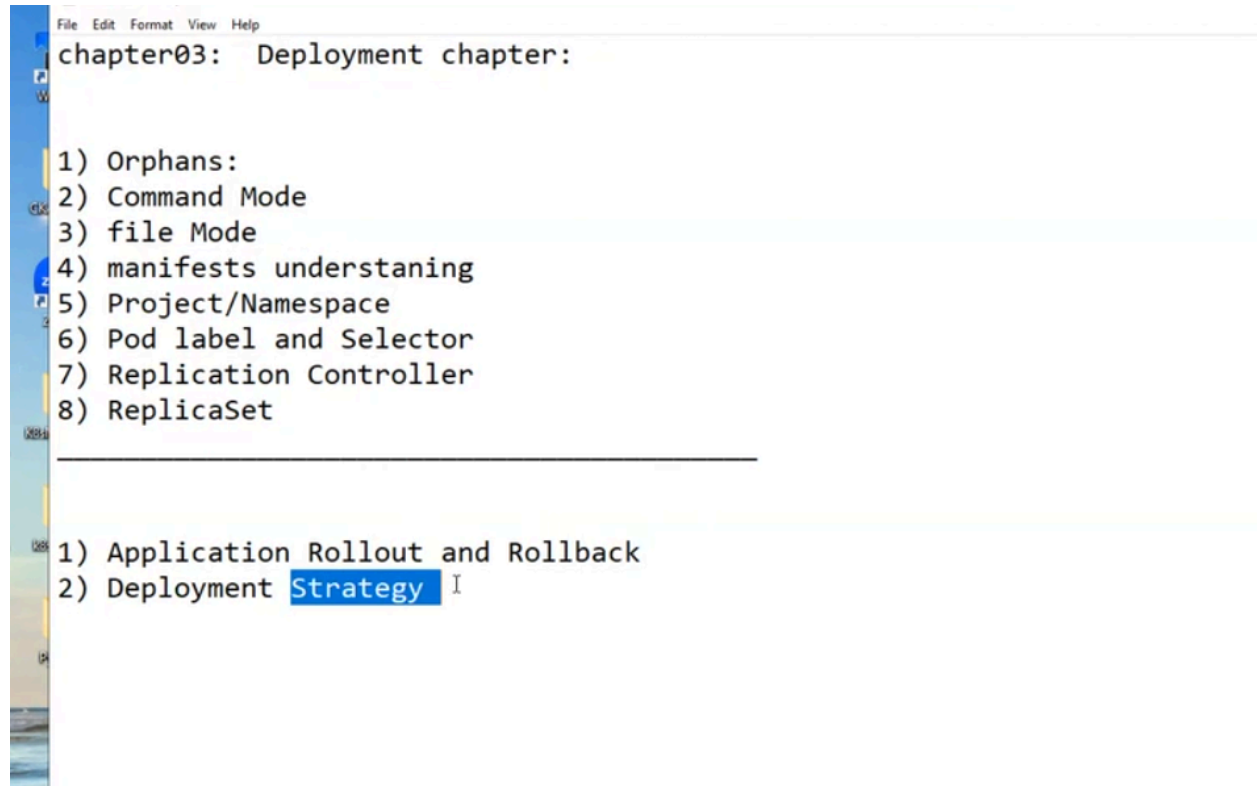 File Edit Format View Help
chapter03: Deployment chapter:
1) Orphans:
2) Command Mode
3) file Mode
4) manifests understaning
5) Project/Namespace
6) Pod label and Selector
7) Replication Controller
8) ReplicaSet
1) Application Rollout and Rollback
2) Deployment Strategy